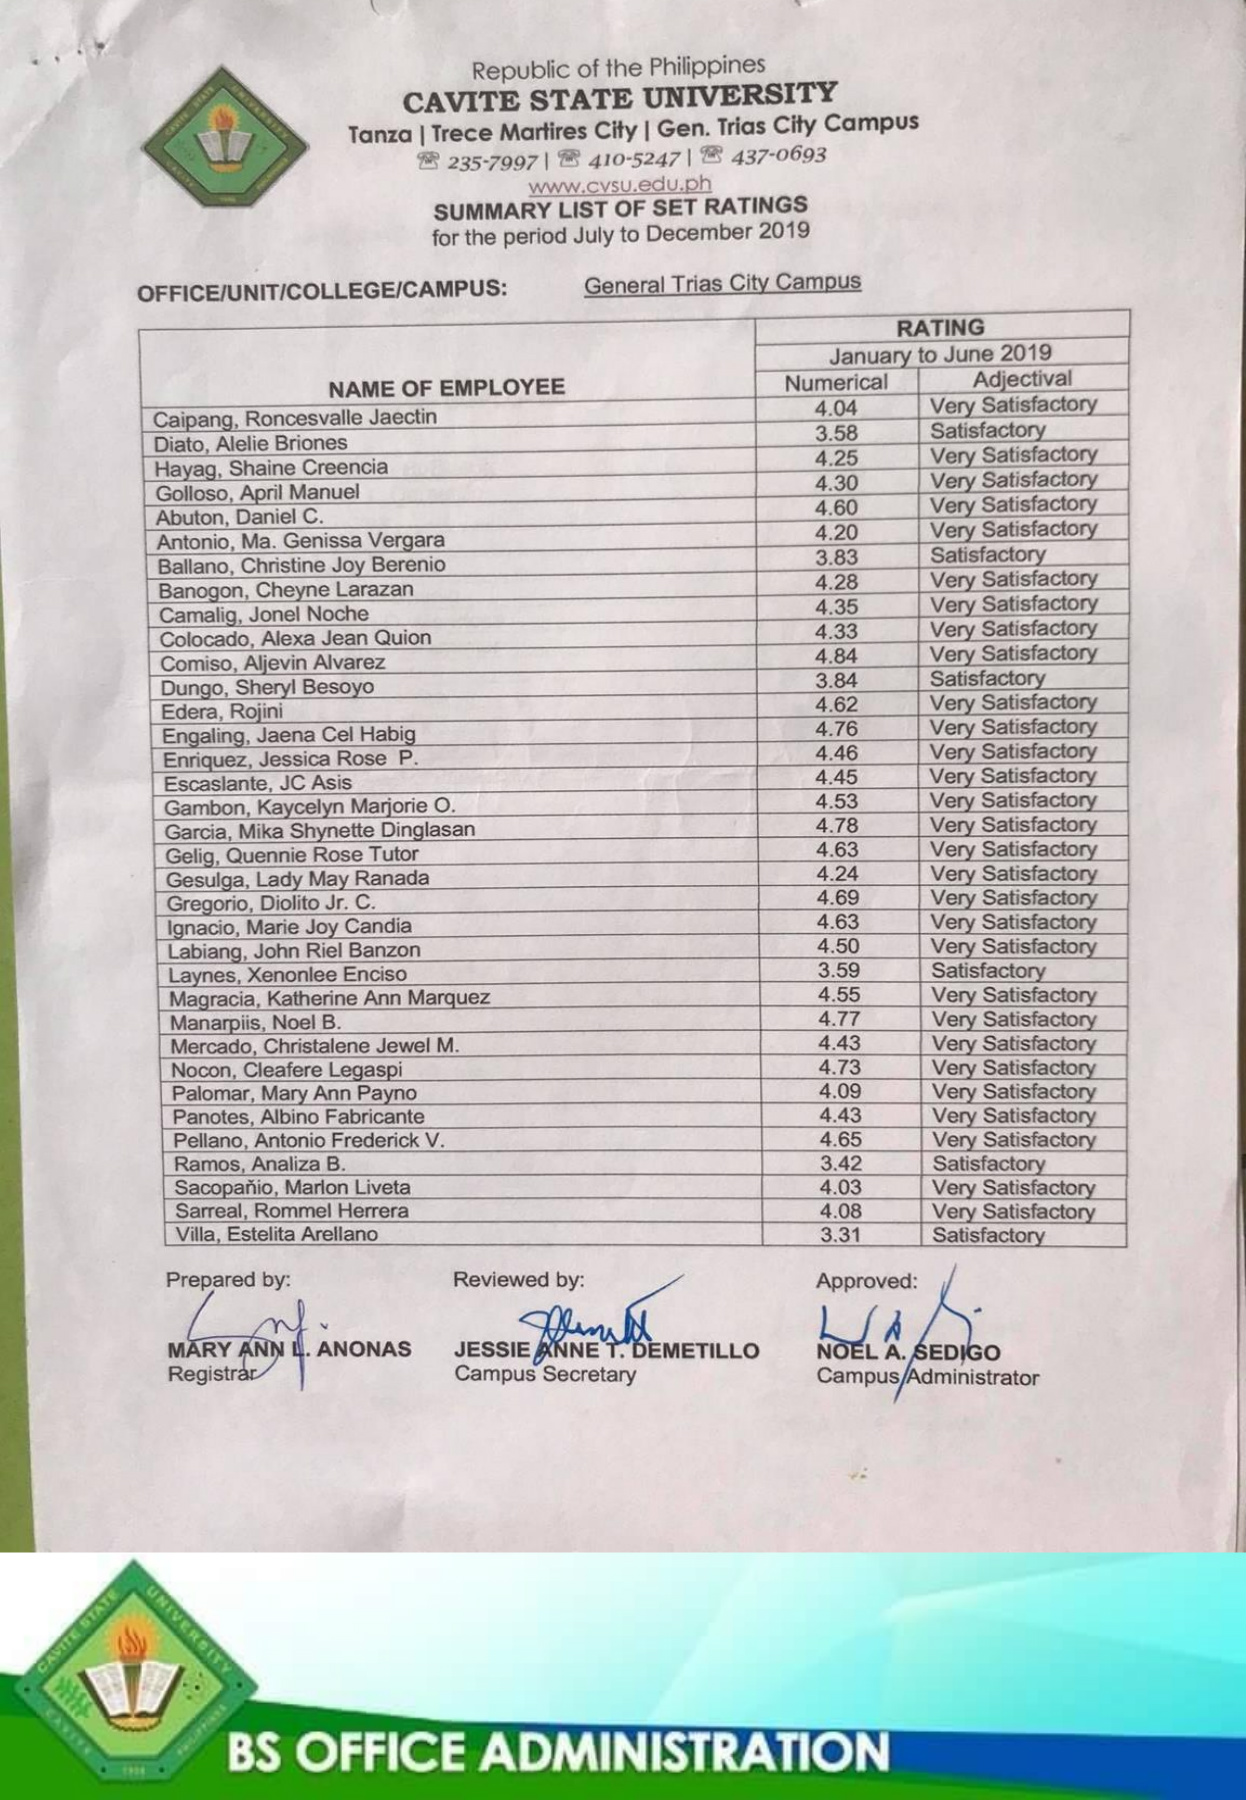 Republic of the Philippines
CAVITE STATE UNIVERSITY
Tanza | Trece Martires City | Gen. Trias City Campus
☏ 235-7997 | ☏ 410-5247 | ☏ 437-0693
www.cvsu.edu.ph
SUMMARY LIST OF SET RATINGS
for the period July to December 2019
OFFICE/UNIT/COLLEGE/CAMPUS: General Trias City Campus
RATING
January to June 2019
NAME OF EMPLOYEE Numerical Adjectival
Caipang, Roncesvalle Jaectin 4.04 Very Satisfactory
Diato, Alelie Briones 3.58 Satisfactory
Hayag, Shaine Creencia 4.25 Very Satisfactory
Golloso, April Manuel 4.30 Very Satisfactory
Abuton, Daniel C. 4.60 Very Satisfactory
Antonio, Ma. Genissa Vergara 4.20 Very Satisfactory
Ballano, Christine Joy Berenio 3.83 Satisfactory
Banogon, Cheyne Larazan 4.28 Very Satisfactory
Camalig, Jonel Noche 4.35 Very Satisfactory
Colocado, Alexa Jean Quion 4.33 Very Satisfactory
Comiso, Aljevin Alvarez 4.84 Very Satisfactory
Dungo, Sheryl Besoyo 3.84 Satisfactory
Edera, Rojini 4.62 Very Satisfactory
Engaling, Jaena Cel Habig 4.76 Very Satisfactory
Enriquez, Jessica Rose P. 4.46 Very Satisfactory
Escaslante, JC Asis 4.45 Very Satisfactory
Gambon, Kaycelyn Marjorie O. 4.53 Very Satisfactory
Garcia, Mika Shynette Dinglasan 4.78 Very Satisfactory
Gelig, Quennie Rose Tutor 4.63 Very Satisfactory
Gesulga, Lady May Ranada 4.24 Very Satisfactory
Gregorio, Diolito Jr. C. 4.69 Very Satisfactory
Ignacio, Marie Joy Candia 4.63 Very Satisfactory
Labiang, John Riel Banzon 4.50 Very Satisfactory
Laynes, Xenonlee Enciso 3.59 Satisfactory
Magracia, Katherine Ann Marquez 4.55 Very Satisfactory
Manarpiis, Noel B. 4.77 Very Satisfactory
Mercado, Christalene Jewel M. 4.43 Very Satisfactory
Nocon, Cleafere Legaspi 4.73 Very Satisfactory
Palomar, Mary Ann Payno 4.09 Very Satisfactory
Panotes, Albino Fabricante 4.43 Very Satisfactory
Pellano, Antonio Frederick V. 4.65 Very Satisfactory
Ramos, Analiza B. 3.42 Satisfactory
Sacopañio, Marlon Liveta 4.03 Very Satisfactory
Sarreal, Rommel Herrera 4.08 Very Satisfactory
Villa, Estelita Arellano 3.31 Satisfactory
Prepared by: Reviewed by: Approved:
MARY ANN L. ANONAS JESSIE ANNE T. DEMETILLO NOEL A. SEDIGO
Registrar Campus Secretary Campus Administrator
CAVITE STATE UNIVERSITY
BS OFFICE ADMINISTRATION